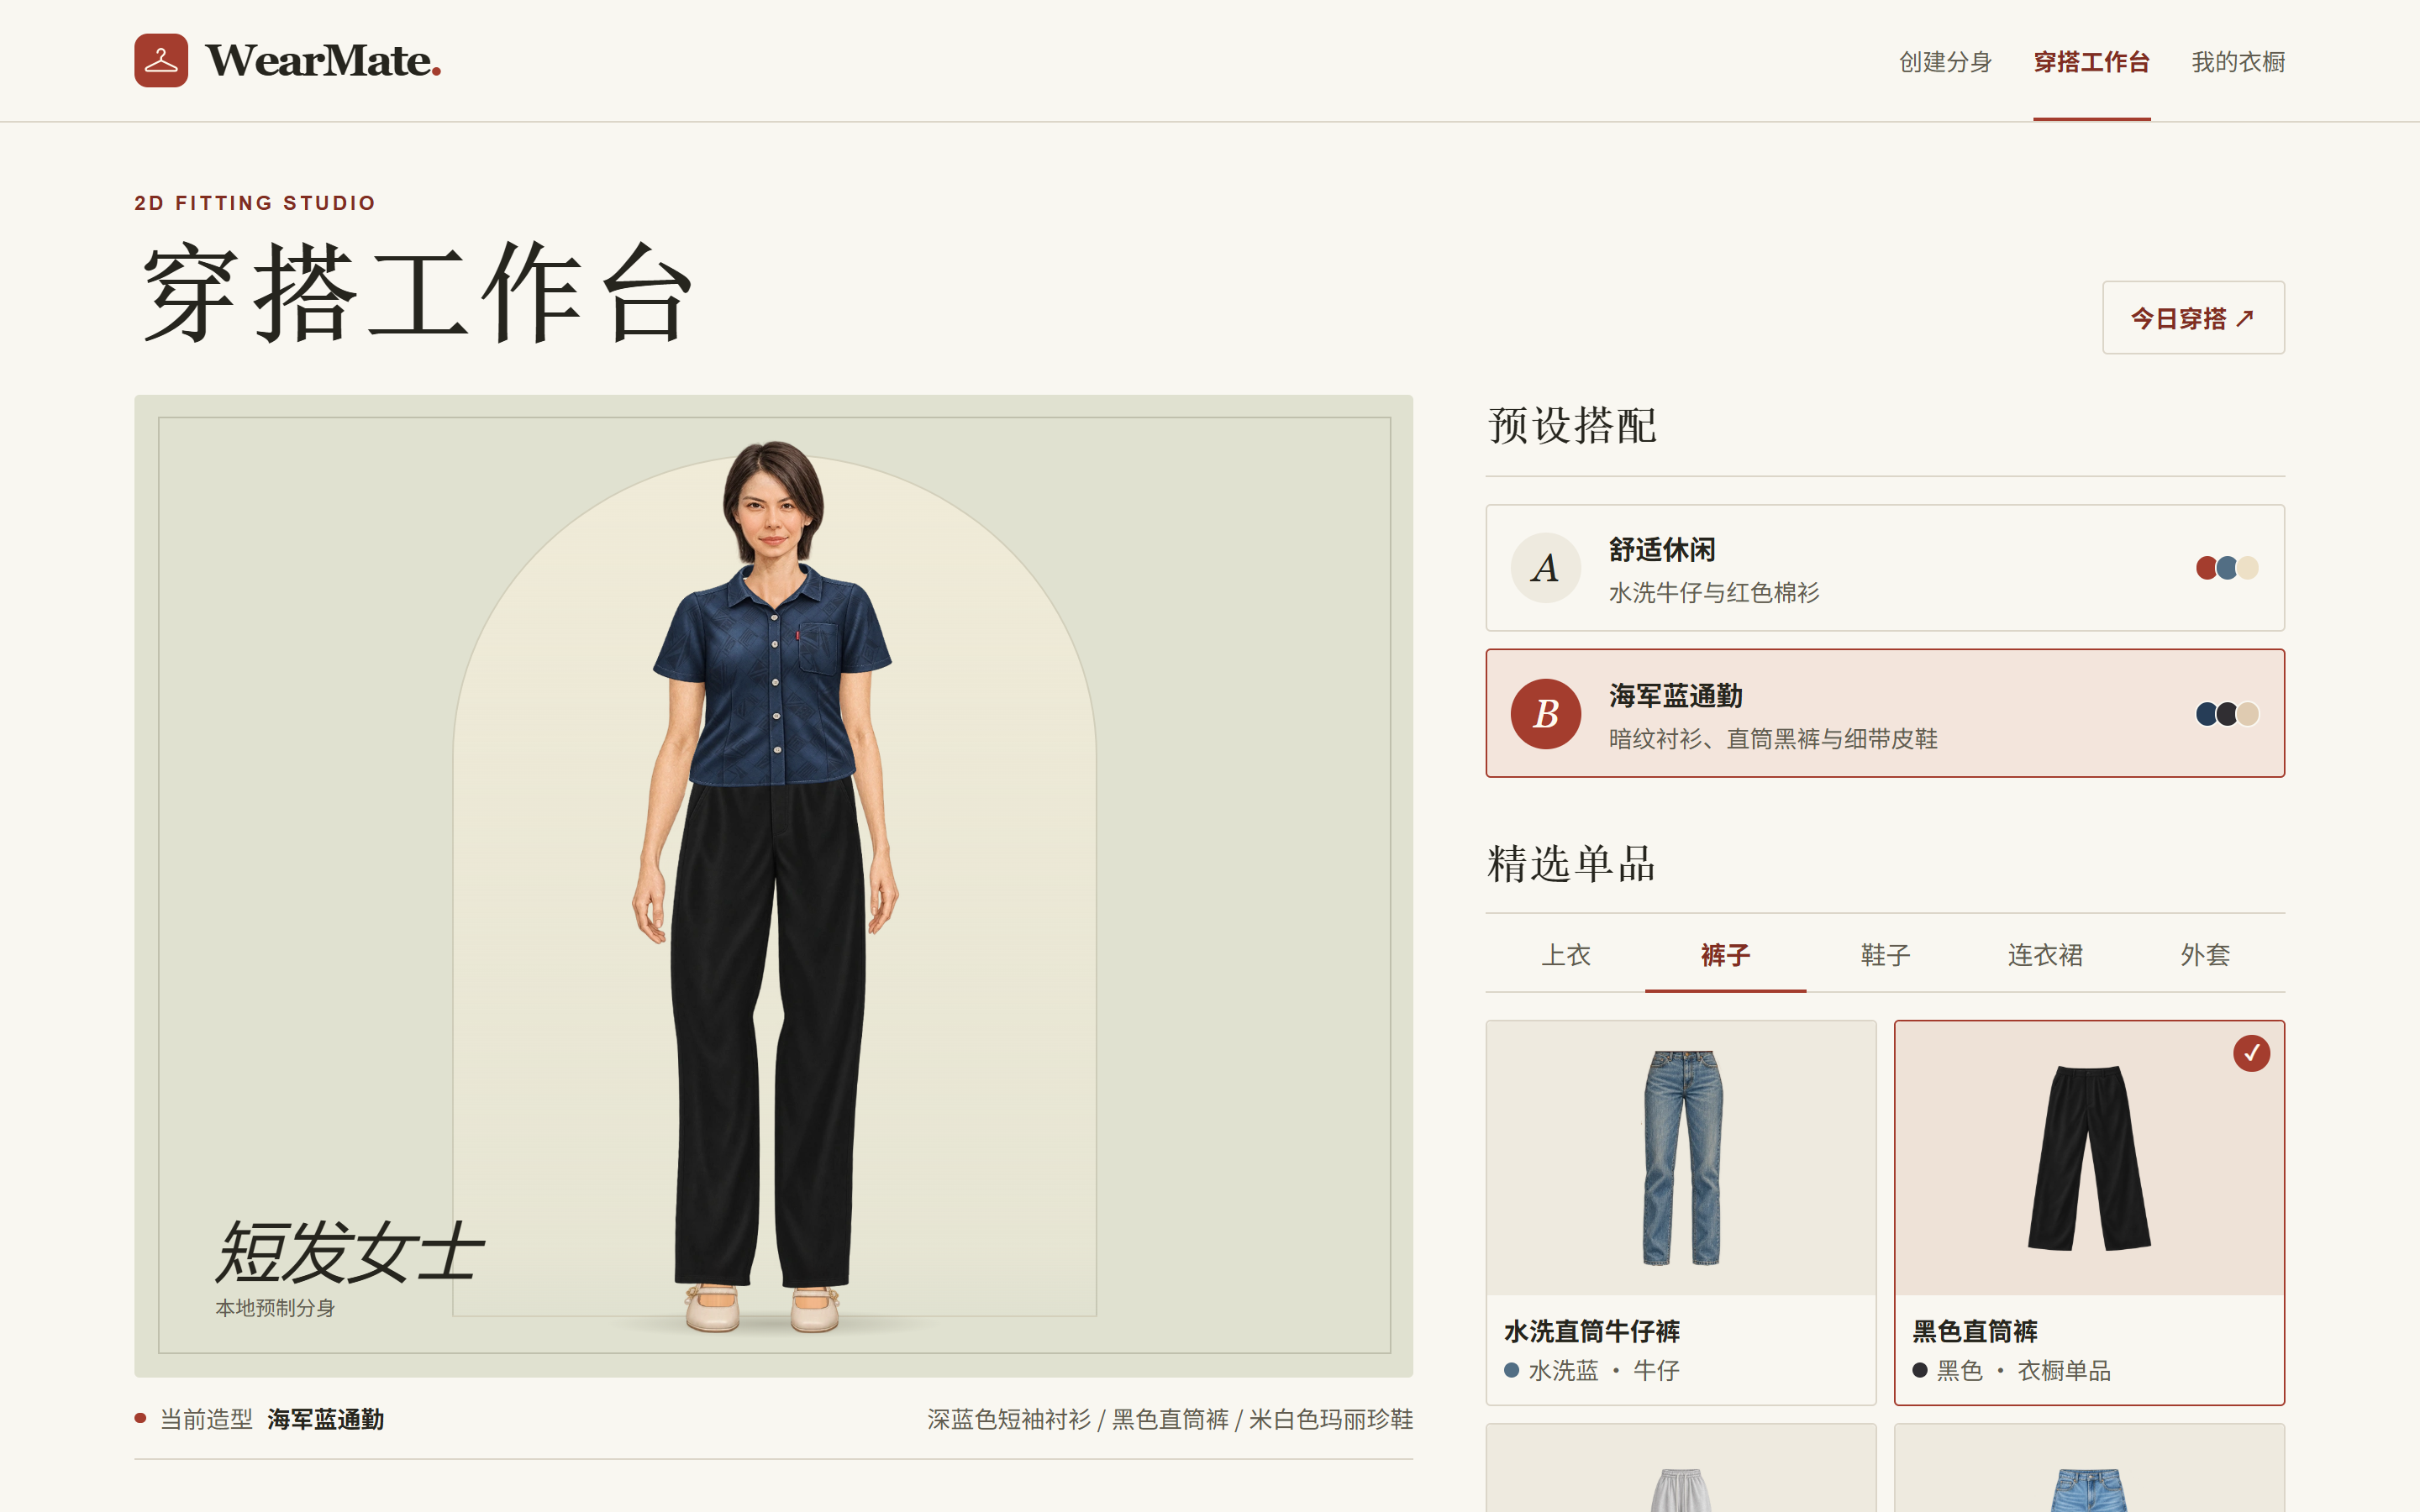 WearMate.
创建分身 穿搭工作台 我的衣橱
2D FITTING STUDIO
穿搭工作台
今日穿搭 ↗
短发女士
本地预制分身
当前造型 海军蓝通勤
深蓝色短袖衬衫 / 黑色直筒裤 / 米白色玛丽珍鞋
预设搭配
A
舒适休闲
水洗牛仔与红色棉衫
B
海军蓝通勤
暗纹衬衫、直筒黑裤与细带皮鞋
精选单品
上衣 裤子 鞋子 连衣裙 外套
水洗直筒牛仔裤
水洗蓝 · 牛仔
黑色直筒裤
黑色 · 衣橱单品